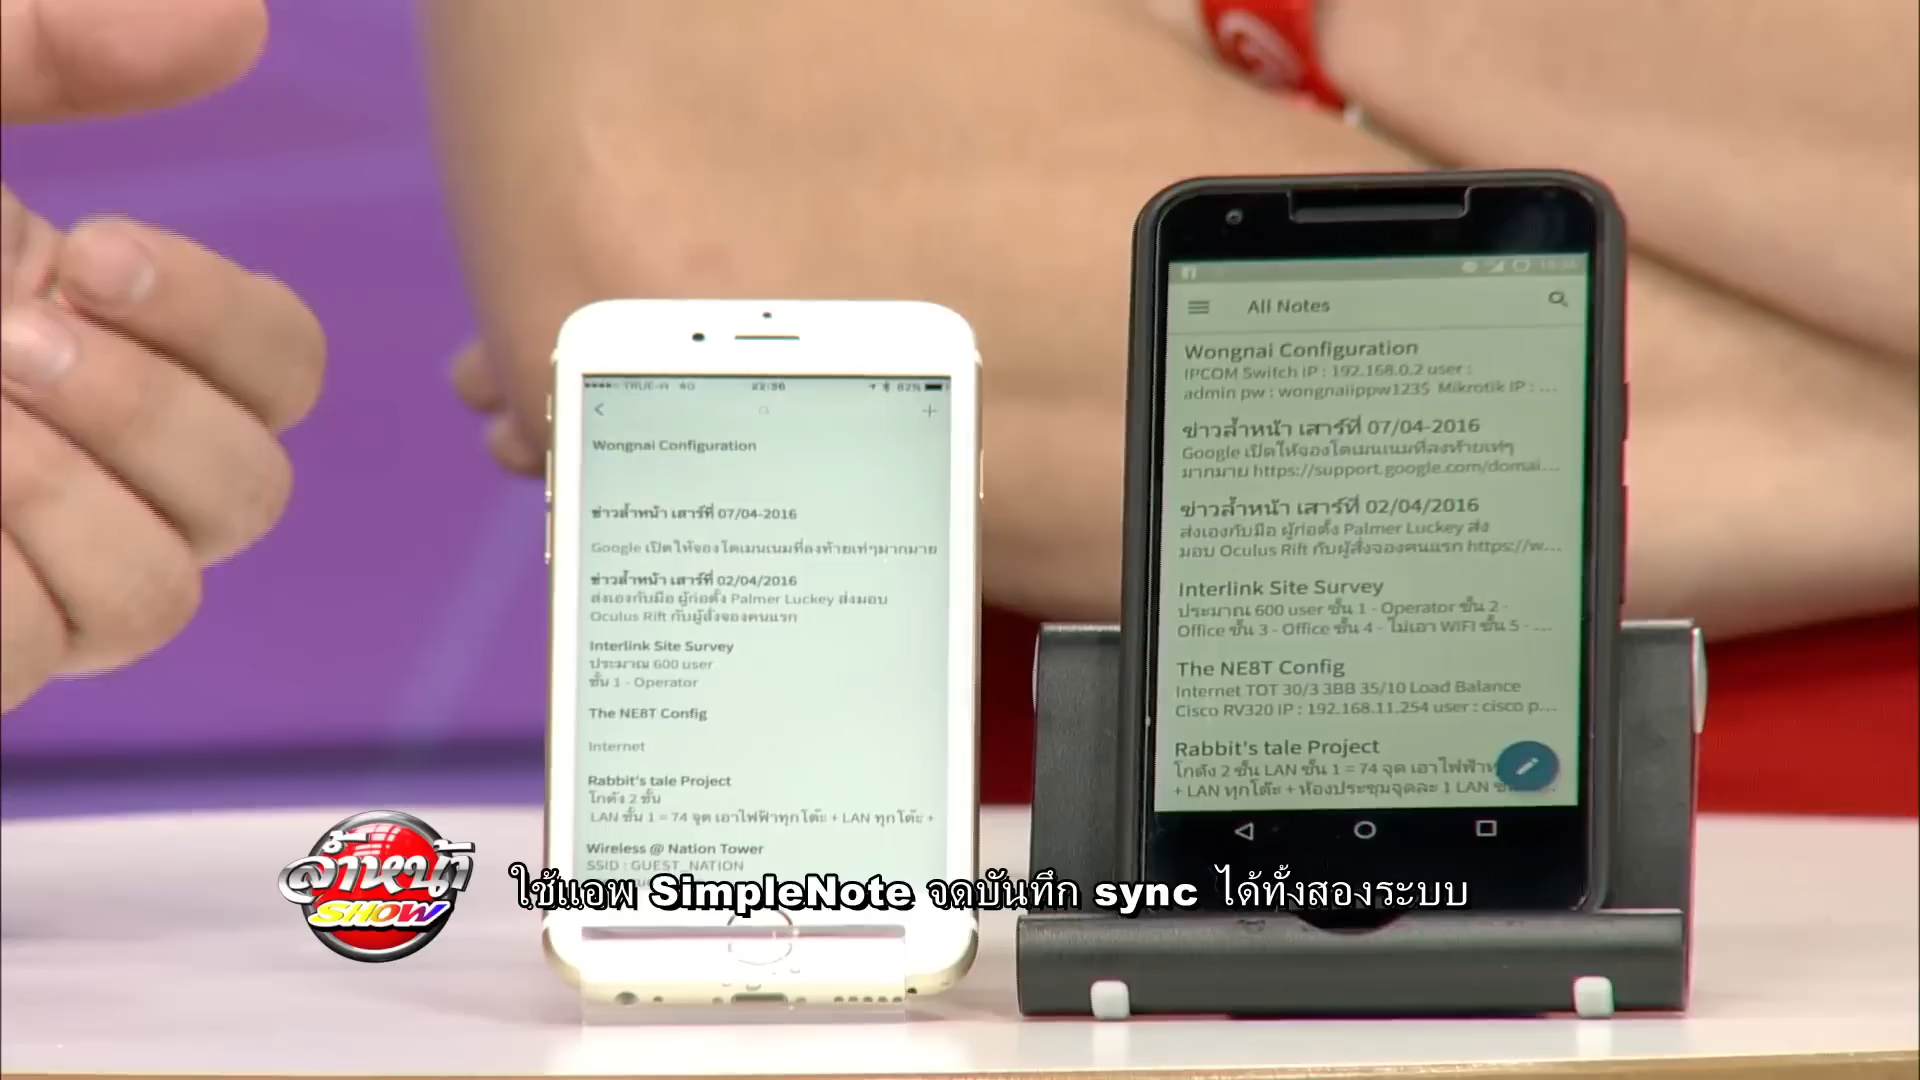 TRUE-H 4G 22:36 82%
Wongnai Configuration
ข่าวล้ำหน้า เสาร์ที่ 07/04-2016
Google เปิดให้จองโดเมนเนมที่ลงท้ายเท่ๆมากมาย
ข่าวล้ำหน้า เสาร์ที่ 02/04/2016
ส่งเองกับมือ ผู้ก่อตั้ง Palmer Luckey ส่งมอบ
Oculus Rift กับผู้สั่งจองคนแรก
Interlink Site Survey
ประมาณ 600 user
ชั้น 1 - Operator
The NE8T Config
Internet
Rabbit's tale Project
โกดัง 2 ชั้น
LAN ชั้น 1 = 74 จุด เอาไฟฟ้าทุกโต๊ะ + LAN ทุกโต๊ะ +
Wireless @ Nation Tower
SSID : GUEST_NATION
All Notes
Wongnai Configuration
IPCOM Switch IP : 192.168.0.2 user :
admin pw : wongnaiippw123$ Mikrotik IP : ...
ข่าวล้ำหน้า เสาร์ที่ 07/04-2016
Google เปิดให้จองโดเมนเนมที่ลงท้ายเท่ๆ
มากมาย https://support.google.com/domai...
ข่าวล้ำหน้า เสาร์ที่ 02/04/2016
ส่งเองกับมือ ผู้ก่อตั้ง Palmer Luckey ส่ง
มอบ Oculus Rift กับผู้สั่งจองคนแรก https://w...
Interlink Site Survey
ประมาณ 600 user ชั้น 1 - Operator ชั้น 2 -
Office ชั้น 3 - Office ชั้น 4 - ไม่เอา WIFI ชั้น 5 - ...
The NE8T Config
Internet TOT 30/3 3BB 35/10 Load Balance
Cisco RV320 IP : 192.168.11.254 user : cisco p...
Rabbit's tale Project
โกดัง 2 ชั้น LAN ชั้น 1 = 74 จุด เอาไฟฟ้าทุ
+ LAN ทุกโต๊ะ + ห้องประชุมจุดละ 1 LAN
ล้ำหน้า
SHOW
ใช้แอพ SimpleNote จดบันทึก sync ได้ทั้งสองระบบ